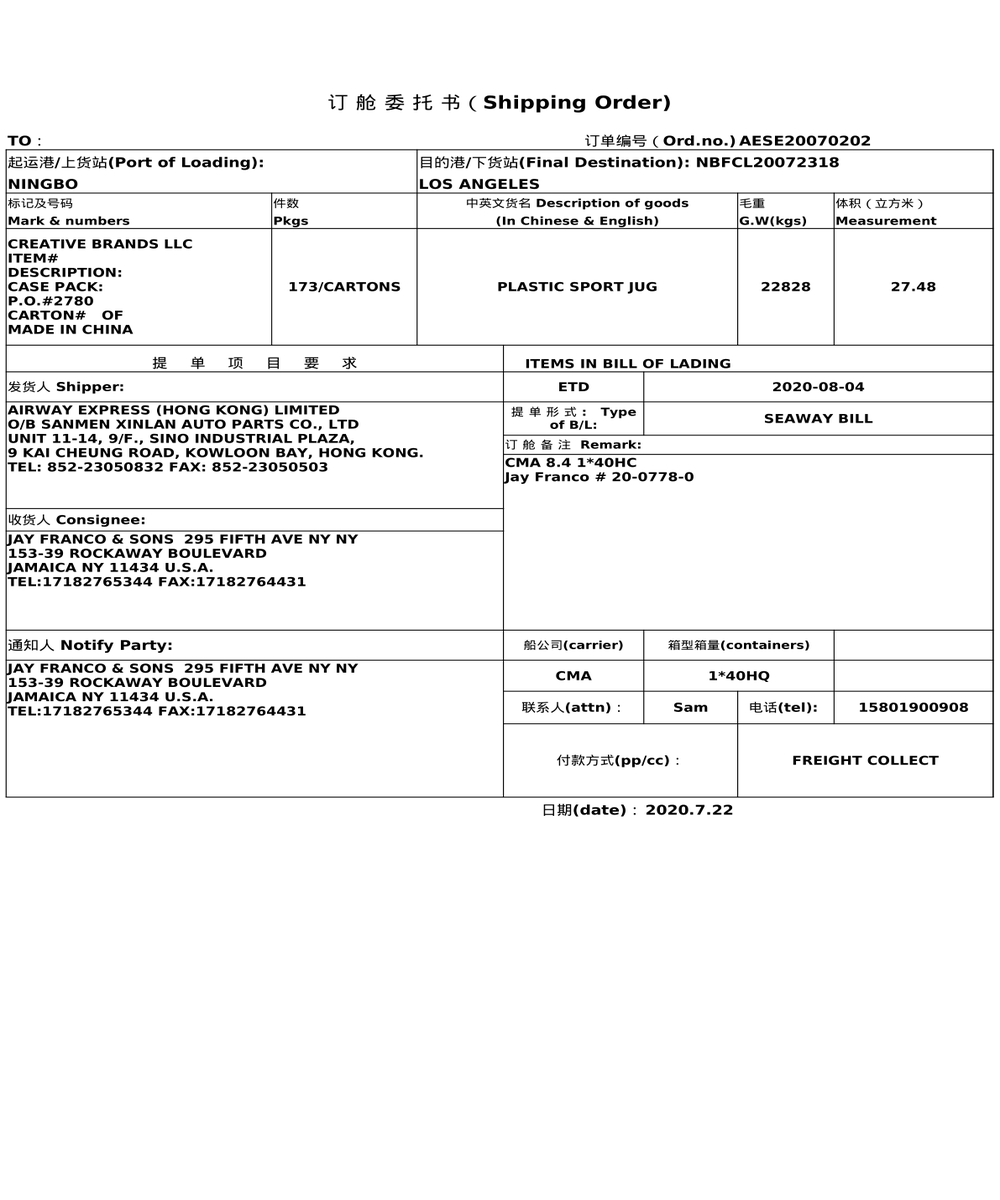 订 舱 委 托 书 （ Shipping Order)
TO：
订单编号（Ord.no.) AESE20070202
起运港/上货站(Port of Loading):
NINGBO
目的港/下货站(Final Destination): NBFCL20072318
LOS ANGELES
标记及号码
Mark & numbers
件数
Pkgs
中英文货名 Description of goods
(In Chinese & English)
毛重
G.W(kgs)
体积（立方米）
Measurement
CREATIVE BRANDS LLC
ITEM#
DESCRIPTION:
CASE PACK:
P.O.#2780
CARTON# OF
MADE IN CHINA
173/CARTONS
PLASTIC SPORT JUG
22828
27.48
提 单 项 目 要 求
ITEMS IN BILL OF LADING
发货人 Shipper:
AIRWAY EXPRESS (HONG KONG) LIMITED
O/B SANMEN XINLAN AUTO PARTS CO., LTD
UNIT 11-14, 9/F., SINO INDUSTRIAL PLAZA,
9 KAI CHEUNG ROAD, KOWLOON BAY, HONG KONG.
TEL: 852-23050832 FAX: 852-23050503
ETD
2020-08-04
提 单 形 式： Type
of B/L:
SEAWAY BILL
订 舱 备 注 Remark:
CMA 8.4 1*40HC
Jay Franco # 20-0778-0
收货人 Consignee:
JAY FRANCO & SONS 295 FIFTH AVE NY NY
153-39 ROCKAWAY BOULEVARD
JAMAICA NY 11434 U.S.A.
TEL:17182765344 FAX:17182764431
通知人 Notify Party:
JAY FRANCO & SONS 295 FIFTH AVE NY NY
153-39 ROCKAWAY BOULEVARD
JAMAICA NY 11434 U.S.A.
TEL:17182765344 FAX:17182764431
船公司(carrier)
箱型箱量(containers)
CMA
1*40HQ
联系人(attn)：
Sam
电话(tel):
15801900908
付款方式(pp/cc)：
FREIGHT COLLECT
日期(date)：2020.7.22